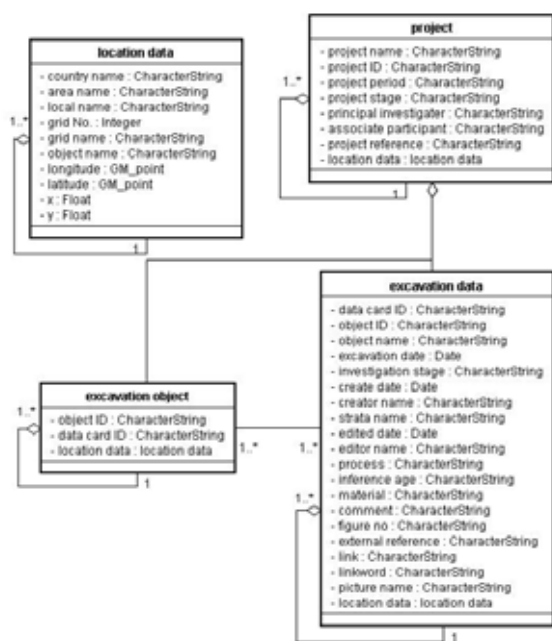 location data
- country name : CharacterString
- area name : CharacterString
- local name : CharacterString
- grid No. : Integer
- grid name : CharacterString
- object name : CharacterString
- longitude : GM_point
- latitude : GM_point
- x : Float
- y : Float
1..*
1
project
- project name : CharacterString
- project ID : CharacterString
- project period : CharacterString
- project stage : CharacterString
- principal investigater : CharacterString
- associate participant : CharacterString
- project reference : CharacterString
- location data : location data
1..*
1
excavation object
- object ID : CharacterString
- data card ID : CharacterString
- location data : location data
1..*
1
1..*
1..*
excavation data
- data card ID : CharacterString
- object ID : CharacterString
- object name : CharacterString
- excavation date : Date
- investigation stage : CharacterString
- create date : Date
- creator name : CharacterString
- strata name : CharacterString
- edited date : Date
- editor name : CharacterString
- process : CharacterString
- inference age : CharacterString
- material : CharacterString
- comment : CharacterString
- figure no : CharacterString
- external reference : CharacterString
- link : CharacterString
- linkword : CharacterString
- picture name : CharacterString
- location data : location data
1..*
1